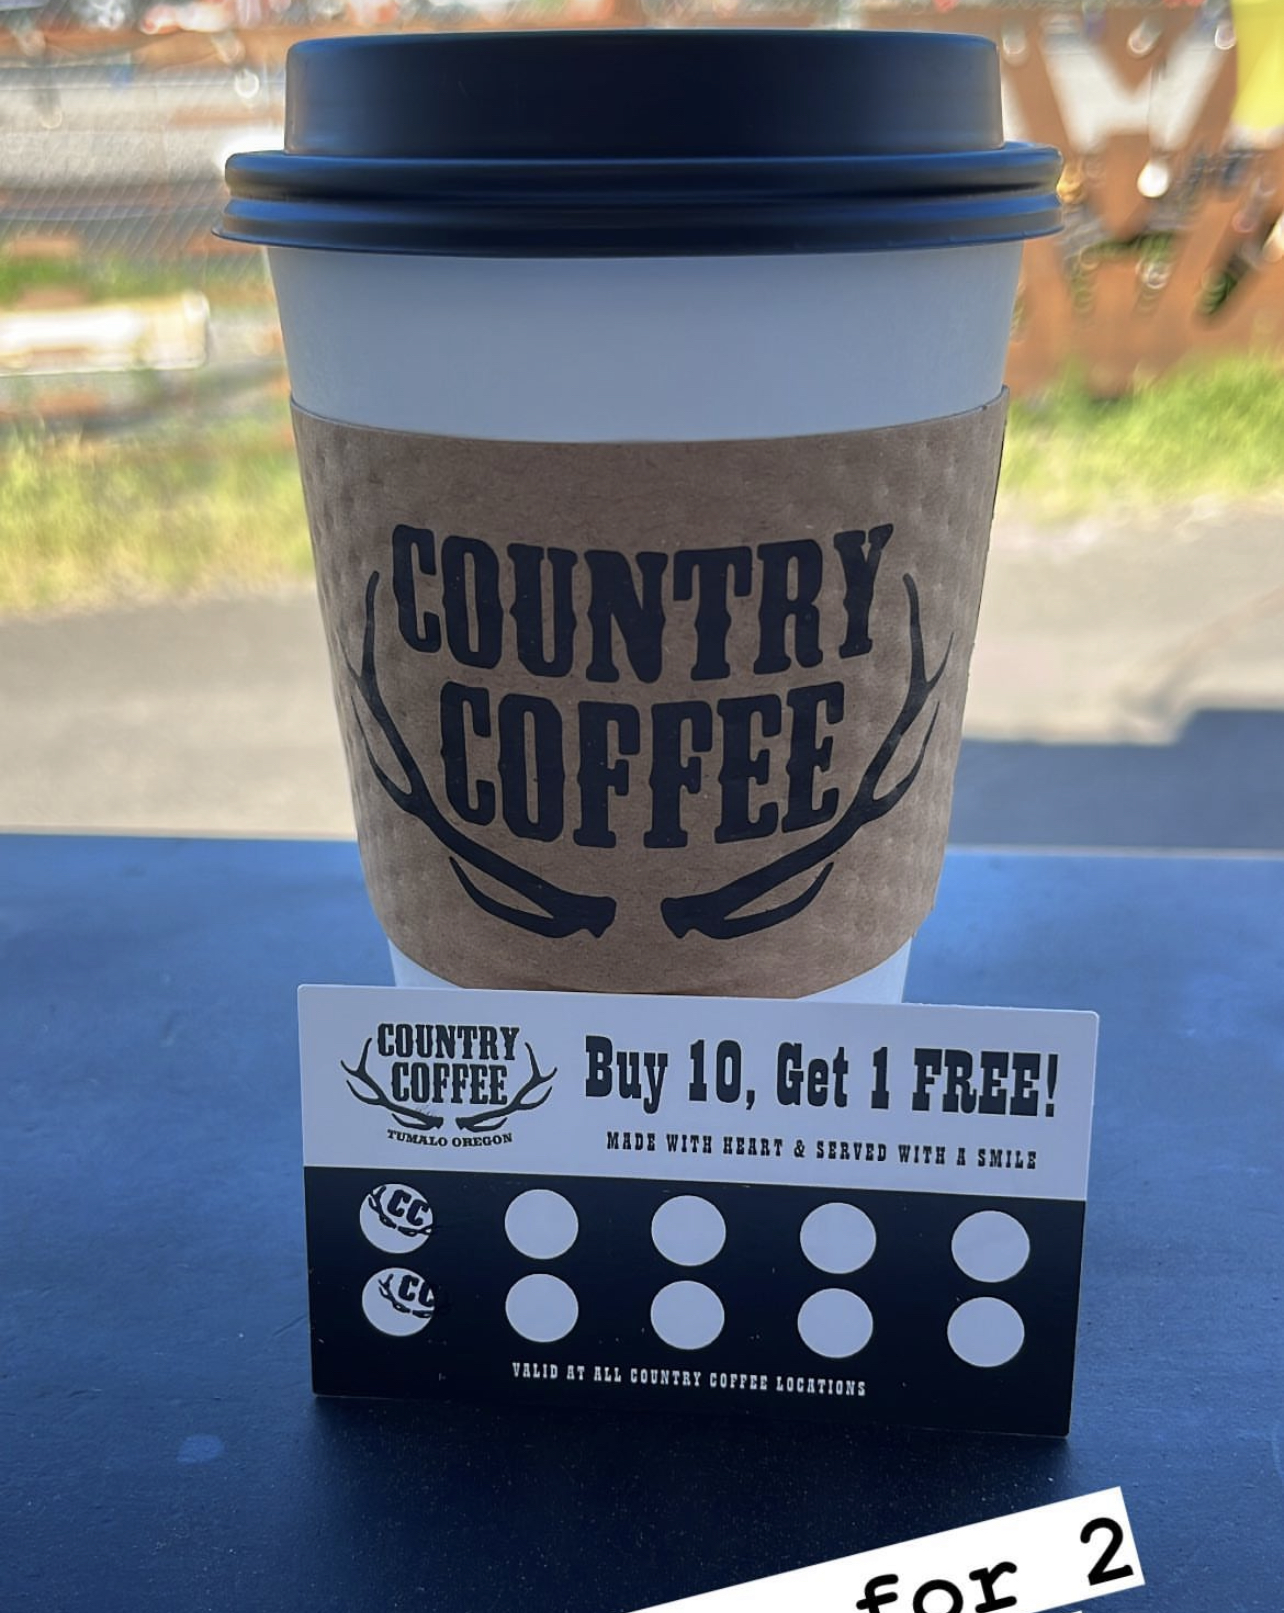 COUNTRY
COFFEE
COUNTRY
COFFEE
TUMALO OREGON
Buy 10, Get 1 FREE!
MADE WITH HEART & SERVED WITH A SMILE
CC
CC
VALID AT ALL COUNTRY COFFEE LOCATIONS
for 2